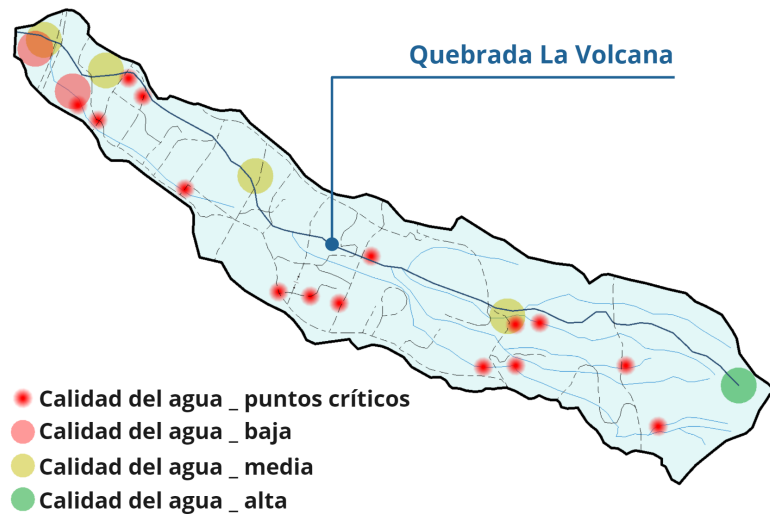 Quebrada La Volcana
Calidad del agua _ puntos críticos
Calidad del agua _ baja
Calidad del agua _ media
Calidad del agua _ alta